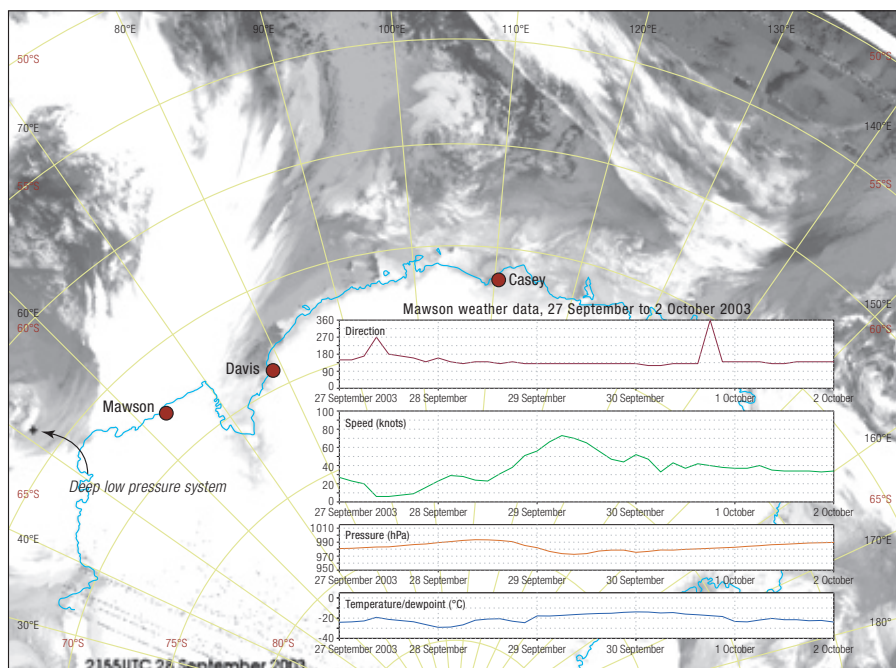 80°E
90°E
100°E
110°E
120°E
130°E
50°S
50°S
70°E
140°E
55°S
55°S
60°E
60°S
150°E
60°S
Casey
Davis
Mawson
Deep low pressure system
65°S
40°E
30°E
70°S
75°S
80°S
160°E
65°S
170°E
180°
Mawson weather data, 27 September to 2 October 2003
360
270
180
90
0
Direction
27 September 2003 28 September 29 September 30 September 1 October 2 October
100
80
60
40
20
0
Speed (knots)
27 September 2003 28 September 29 September 30 September 1 October 2 October
1010
990
970
950
Pressure (hPa)
27 September 2003 28 September 29 September 30 September 1 October 2 October
0
-20
-40
Temperature/dewpoint (°C)
27 September 2003 28 September 29 September 30 September 1 October 2 October
2155UTC 28 September 2003